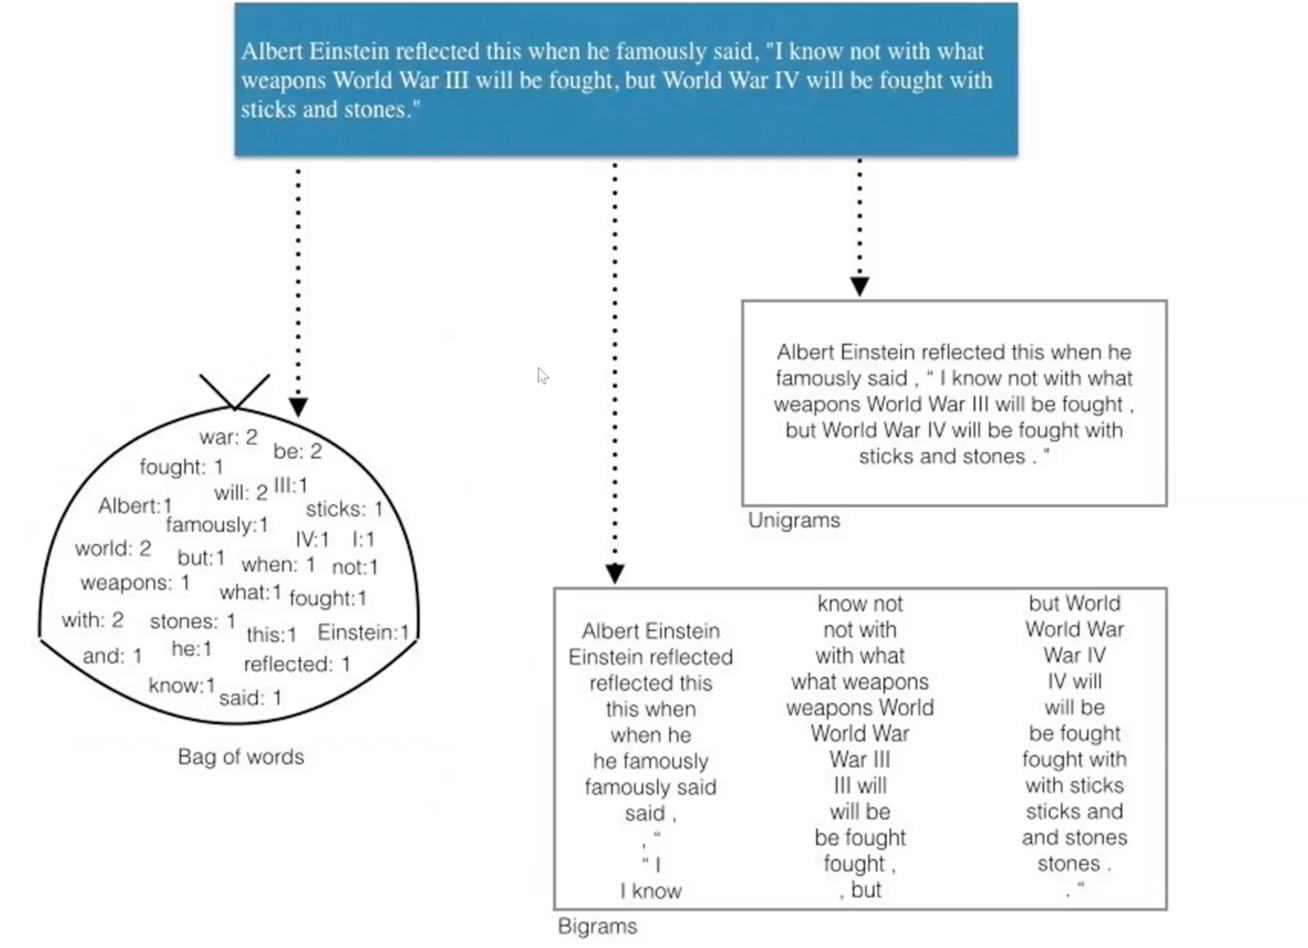 Albert Einstein reflected this when he famously said, "I know not with what
weapons World War III will be fought, but World War IV will be fought with
sticks and stones."
war: 2
be: 2
fought: 1
will: 2
III:1
Albert:1
sticks: 1
famously:1
IV:1
I:1
world: 2
but:1
when: 1
not:1
weapons: 1
what:1
fought:1
with: 2
stones: 1
this:1
Einstein:1
he:1
and: 1
reflected: 1
know:1
said: 1
Bag of words
Albert Einstein reflected this when he
famously said , “ I know not with what
weapons World War III will be fought ,
but World War IV will be fought with
sticks and stones . "
Unigrams
Albert Einstein
Einstein reflected
reflected this
this when
when he
he famously
famously said
said ,
, “
“ I
I know
know not
not with
with what
what weapons
weapons World
World War
War III
III will
will be
be fought
fought ,
, but
but World
World War
War IV
IV will
will be
be fought
fought with
with sticks
sticks and
and stones
stones .
. “
Bigrams